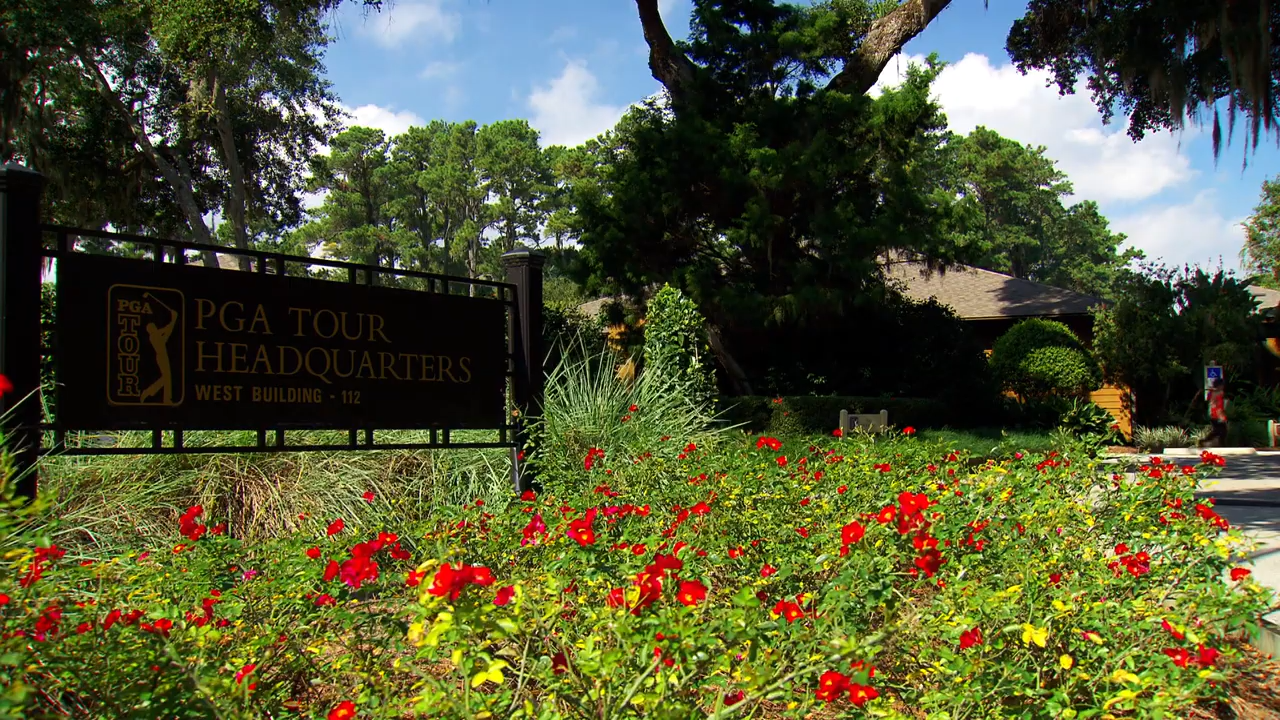 PGA
TOUR
PGA TOUR
HEADQUARTERS
WEST BUILDING - 112